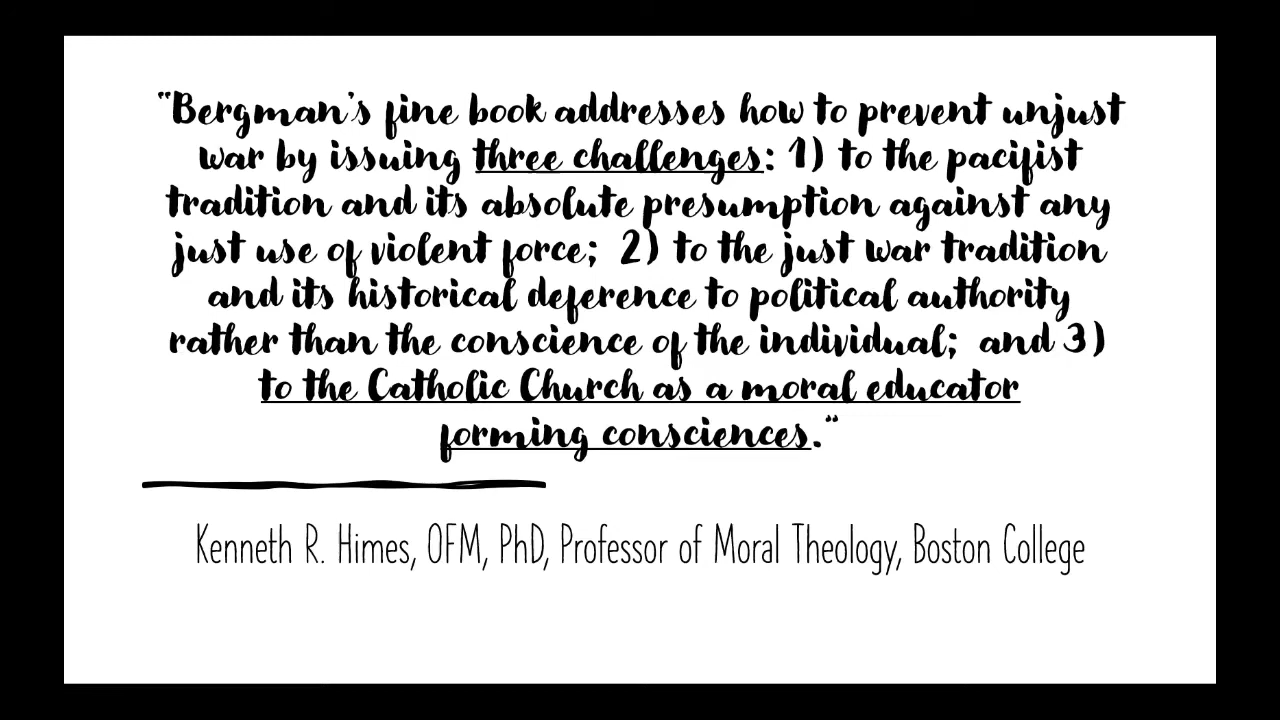 “Bergman’s fine book addresses how to prevent unjust
war by issuing three challenges: 1) to the pacifist
tradition and its absolute presumption against any
just use of violent force;  2) to the just war tradition
and its historical deference to political authority
rather than the conscience of the individual;  and 3)
to the Catholic Church as a moral educator
forming consciences.“
Kenneth R. Himes, OFM, PhD, Professor of Moral Theology, Boston College